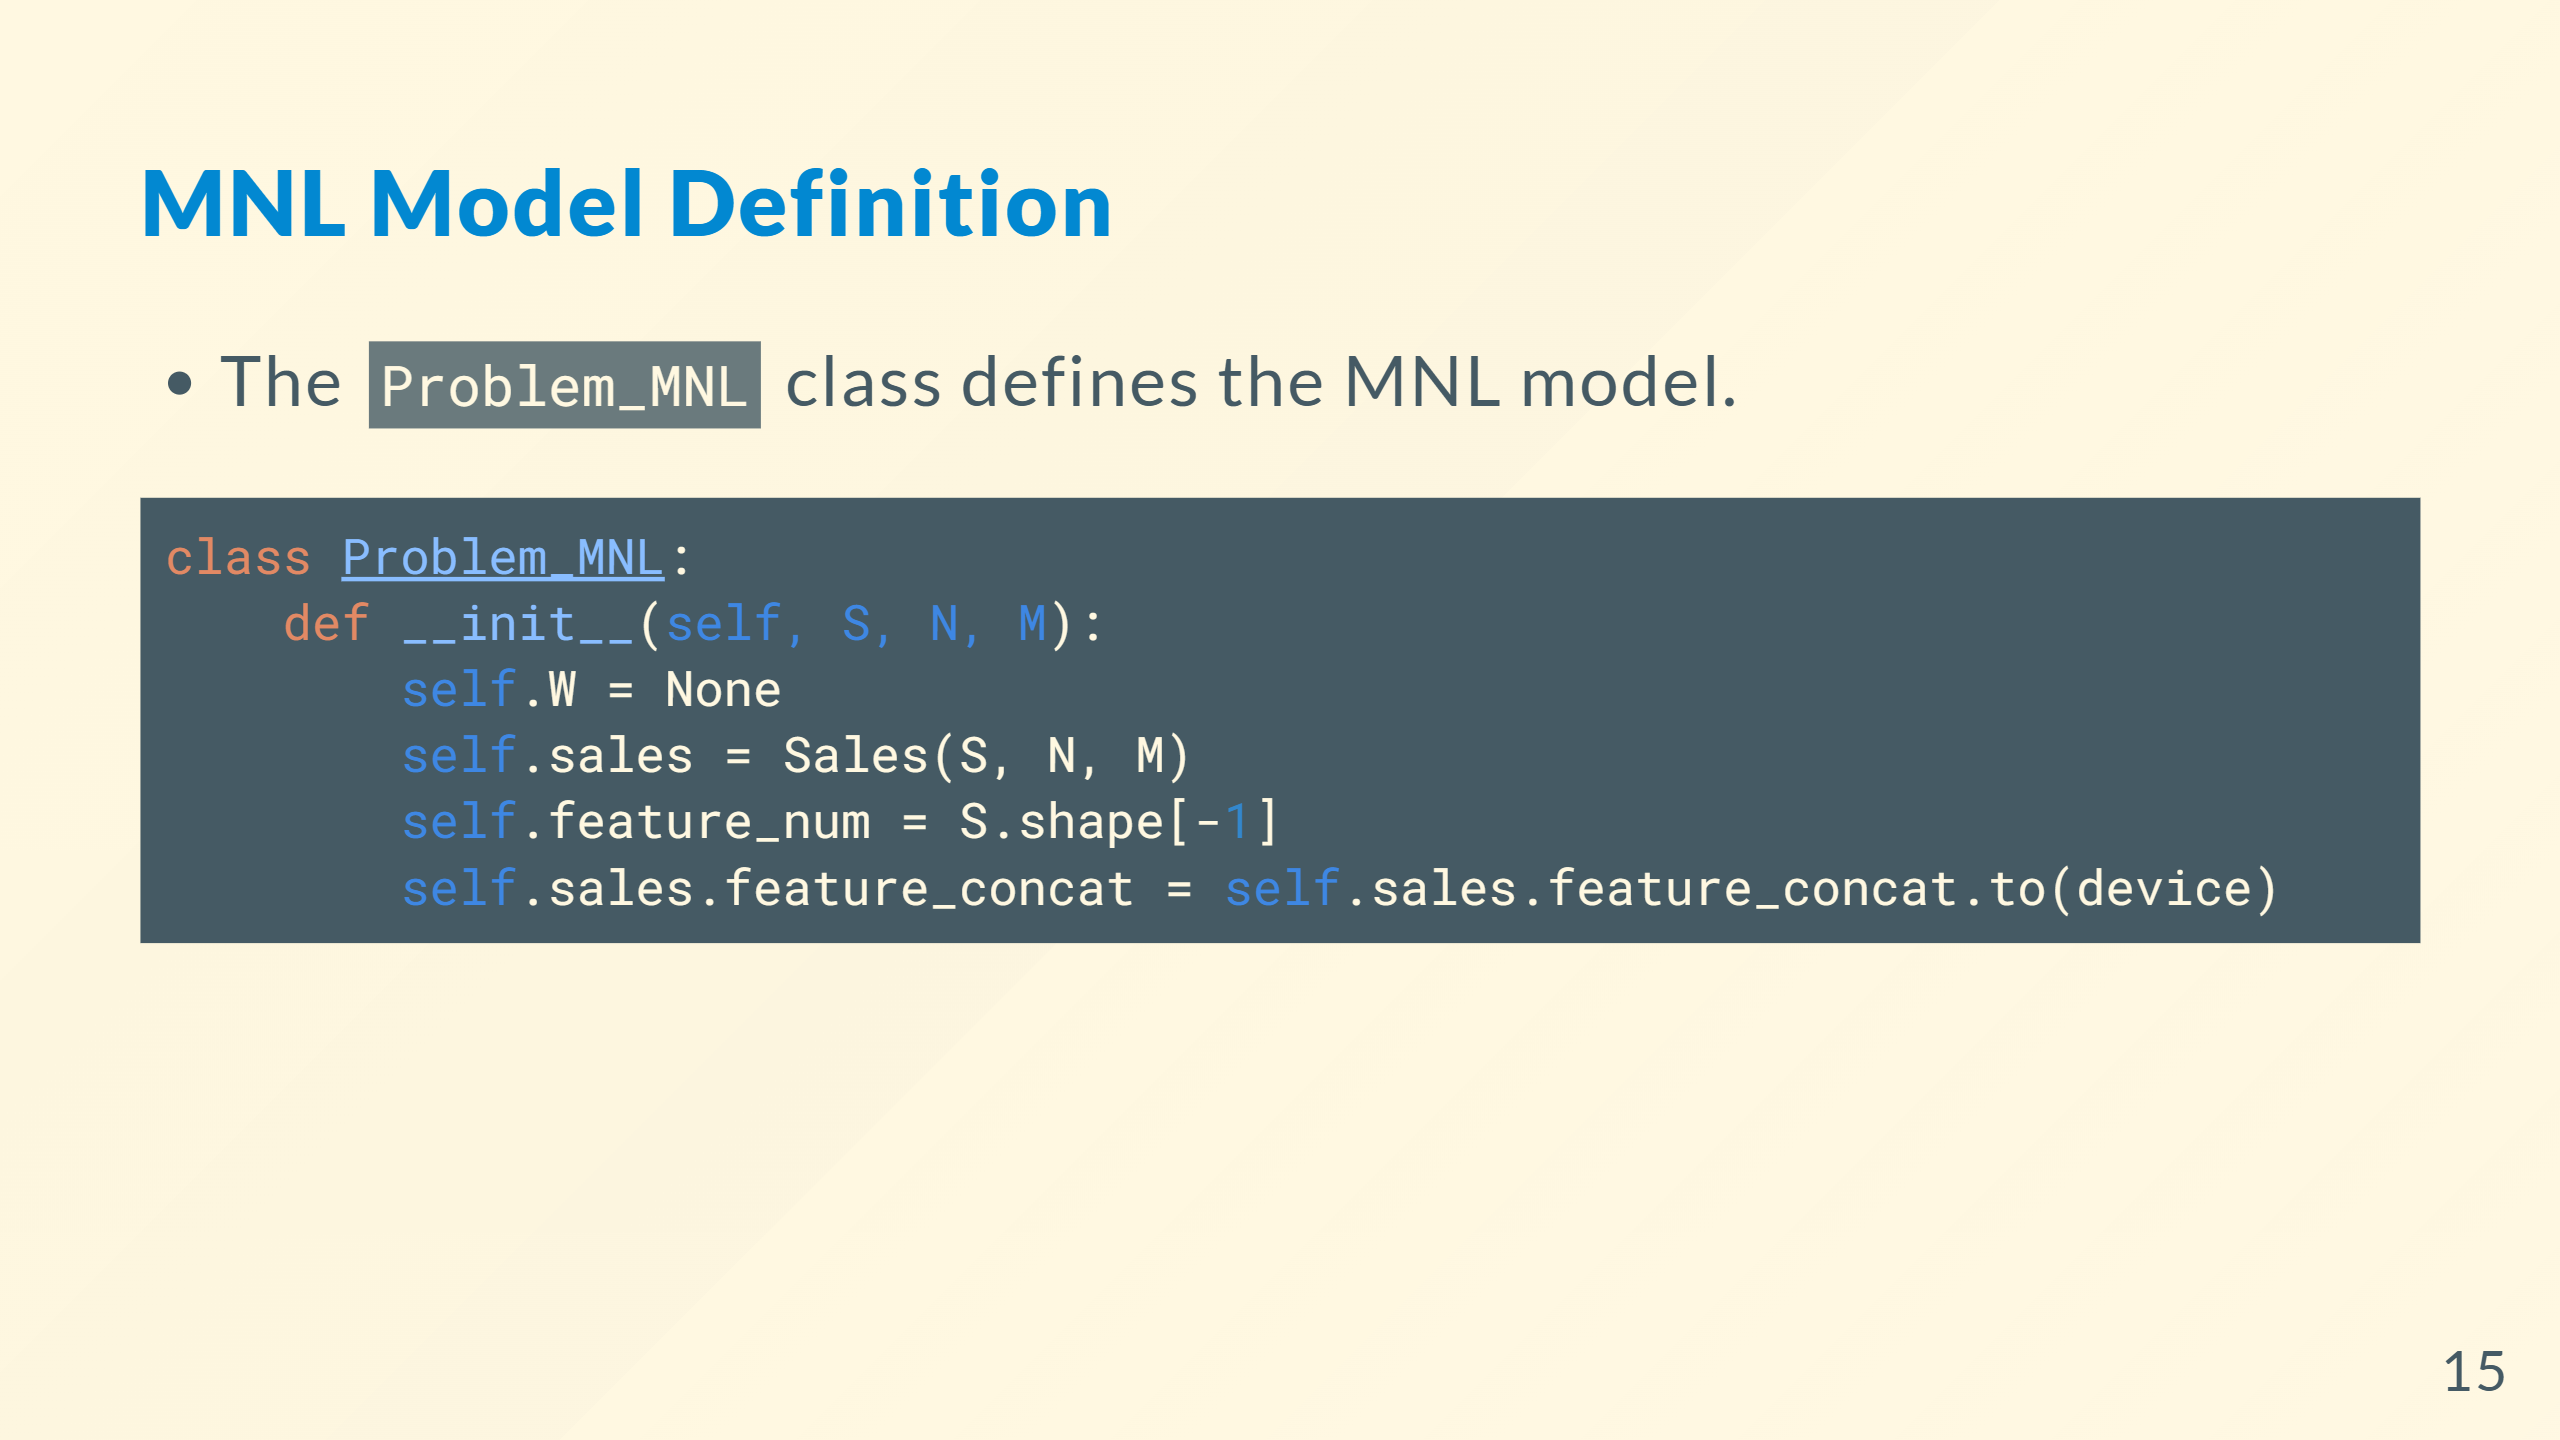 MNL Model Definition
• The Problem_MNL class defines the MNL model.
class Problem_MNL:
    def __init__(self, S, N, M):
        self.W = None
        self.sales = Sales(S, N, M)
        self.feature_num = S.shape[-1]
        self.sales.feature_concat = self.sales.feature_concat.to(device)
15